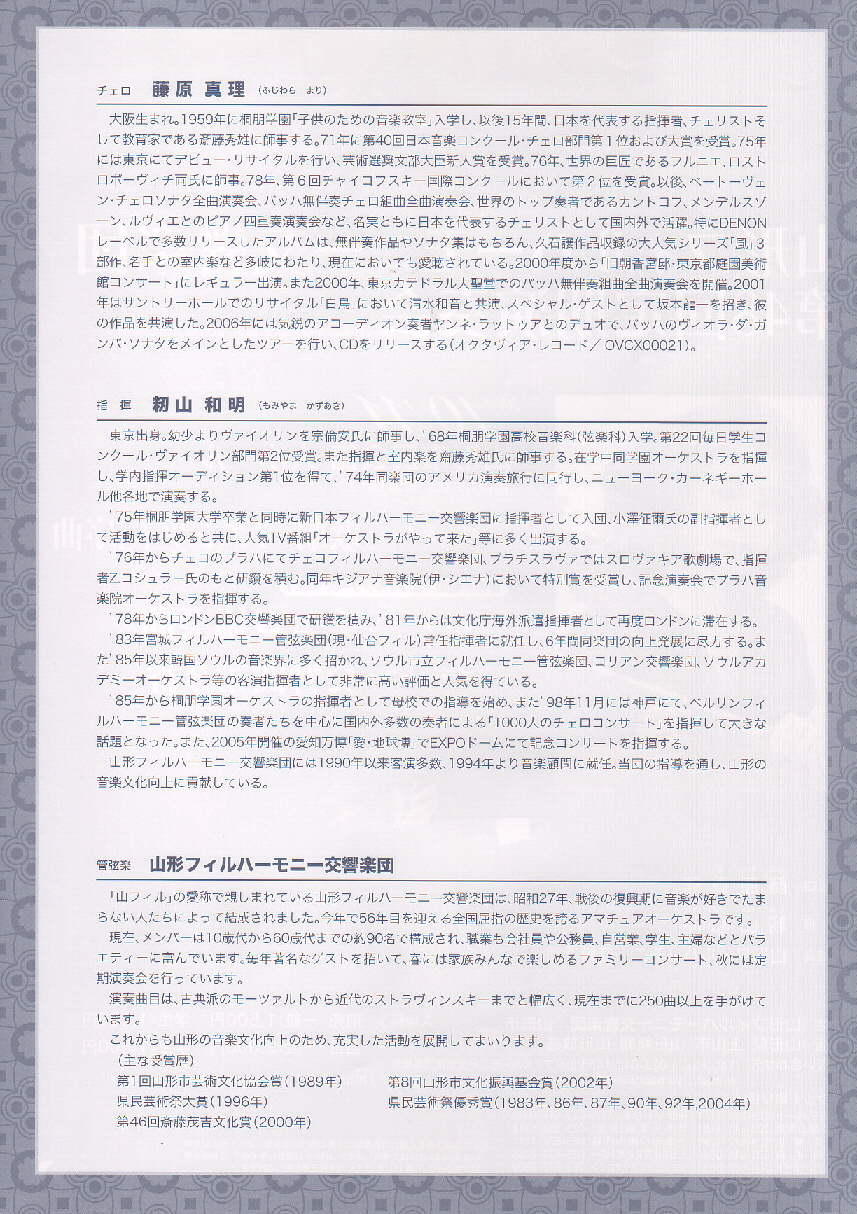 チェロ 藤原 真理 (ふじわら まり)
大阪生まれ。1959年に桐朋学園「子供のための音楽教室」入学し、以後15年間、日本を代表する指揮者、チェリストそ
して教育家である斎藤秀雄に師事する。71年に第40回日本音楽コンクール・チェロ部門第1位および大賞を受賞。75年
には東京にてデビュー・リサイタルを行い、芸術選奨文部大臣新人賞を受賞。76年、世界の巨匠であるフルニエ、ロスト
ロポーヴィチ両氏に師事。78年、第6回チャイコフスキー国際コンクールにおいて第2位を受賞。以後、ベートーヴェ
ン・チェロソナタ全曲演奏会、バッハ無伴奏チェロ組曲全曲演奏会、世界のトップ奏者であるカントロフ、メンデルスゾ
ーン、ルヴィエとのピアノ四重奏演奏会など、名実ともに日本を代表するチェリストとして国内外で活躍。特にDENON
レーベルで多数リリースしたアルバムは、無伴奏作品やソナタ集はもちろん、久石譲作品収録の大人気シリーズ「風」3
部作、名手との室内楽など多岐にわたり、現在においても愛聴されている。2000年度から「旧朝香宮邸・東京都庭園美術
館コンサート」にレギュラー出演。また2000年、東京カテドラル大聖堂でのバッハ無伴奏組曲全曲演奏会を開催。2001
年はサントリーホールでのリサイタル「白鳥」において清水和音と共演、スペシャル・ゲストとして坂本龍一を招き、彼
の作品を共演した。2006年には気鋭のアコーディオン奏者ヤンネ・ラットゥアとのデュオで、バッハのヴィオラ・ダ・ガ
ンバ・ソナタをメインとしたツアーを行い、CDをリリースする(オクタヴィア・レコード/OVCX00021)。
指 揮 籾山 和明 (もみやま かずあき)
東京出身。幼少よりヴァイオリンを宗倫安氏に師事し、'68年桐朋学園高校音楽科(弦楽科)入学。第22回毎日学生コ
ンクール・ヴァイオリン部門第2位受賞。また指揮と室内楽を斎藤秀雄氏に師事する。在学中同学園オーケストラを指揮
し、学内指揮オーディション第1位を得て、'74年同楽団のアメリカ演奏旅行に同行し、ニューヨーク・カーネギーホー
ル他各地で演奏する。
'75年桐朋学園大学卒業と同時に新日本フィルハーモニー交響楽団に指揮者として入団、小澤征爾氏の副指揮者とし
て活動をはじめると共に、人気TV番組「オーケストラがやって来た」等に多く出演する。
'76年からチェコのプラハにてチェコフィルハーモニー交響楽団、ブラチスラヴァではスロヴァキア歌劇場で、指揮
者Z.コシュラー氏のもと研鑽を積む。同年キジアナ音楽院(伊・シエナ)において特別賞を受賞し、記念演奏会でプラハ音
楽院オーケストラを指揮する。
'78年からロンドンBBC交響楽団で研鑽を積み、'81年からは文化庁海外派遣指揮者として再度ロンドンに滞在する。
'83年宮城フィルハーモニー管弦楽団(現・仙台フィル)常任指揮者に就任し、6年間同楽団の向上発展に尽力する。ま
た'85年以来韓国ソウルの音楽界に多く招かれ、ソウル市立フィルハーモニー管弦楽団、コリアン交響楽団、ソウルアカ
デミーオーケストラ等の客演指揮者として非常に高い評価と人気を得ている。
'85年から桐朋学園オーケストラの指揮者として母校での指導を始め、また'98年11月には神戸にて、ベルリンフィ
ルハーモニー管弦楽団の奏者たちを中心に国内外多数の奏者による「1000人のチェロコンサート」を指揮して大きな
話題となった。また、2005年開催の愛知万博「愛・地球博」でEXPOドームにて記念コンサートを指揮する。
山形フィルハーモニー交響楽団には1990年以来客演多数、1994年より音楽顧問に就任。当団の指導を通し、山形の
音楽文化向上に貢献している。
管弦楽 山形フィルハーモニー交響楽団
「山フィル」の愛称で親しまれている山形フィルハーモニー交響楽団は、昭和27年、戦後の復興期に音楽が好きでたま
らない人たちによって結成されました。今年で56年目を迎える全国屈指の歴史を誇るアマチュアオーケストラです。
現在、メンバーは10歳代から60歳代までの約90名で構成され、職業も会社員や公務員、自営業、学生、主婦などとバラ
エティーに富んでいます。毎年著名なゲストを招いて、春には家族みんなで楽しめるファミリーコンサート、秋には定
期演奏会を行っています。
演奏曲目は、古典派のモーツァルトから近代のストラヴィンスキーまでと幅広く、現在までに250曲以上を手がけて
います。
これからも山形の音楽文化向上のため、充実した活動を展開してまいります。
(主な受賞歴)
第1回山形市芸術文化協会賞(1989年) 第8回山形市文化振興基金賞(2002年)
県民芸術祭大賞(1996年) 県民芸術祭優秀賞(1983年、86年、87年、90年、92年、2004年)
第46回斎藤茂吉文化賞(2000年)